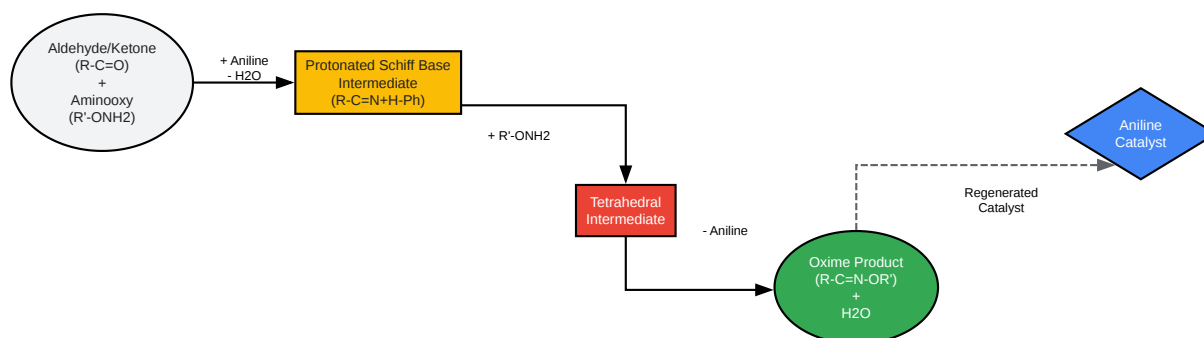 Aldehyde/Ketone
(R-C=O)
+
Aminooxy
(R'-ONH2)
+ Aniline
- H2O
Protonated Schiff Base
Intermediate
(R-C=N+H-Ph)
+ R'-ONH2
Tetrahedral
Intermediate
- Aniline
Oxime Product
(R-C=N-OR')
+
H2O
Regenerated
Catalyst
Aniline
Catalyst